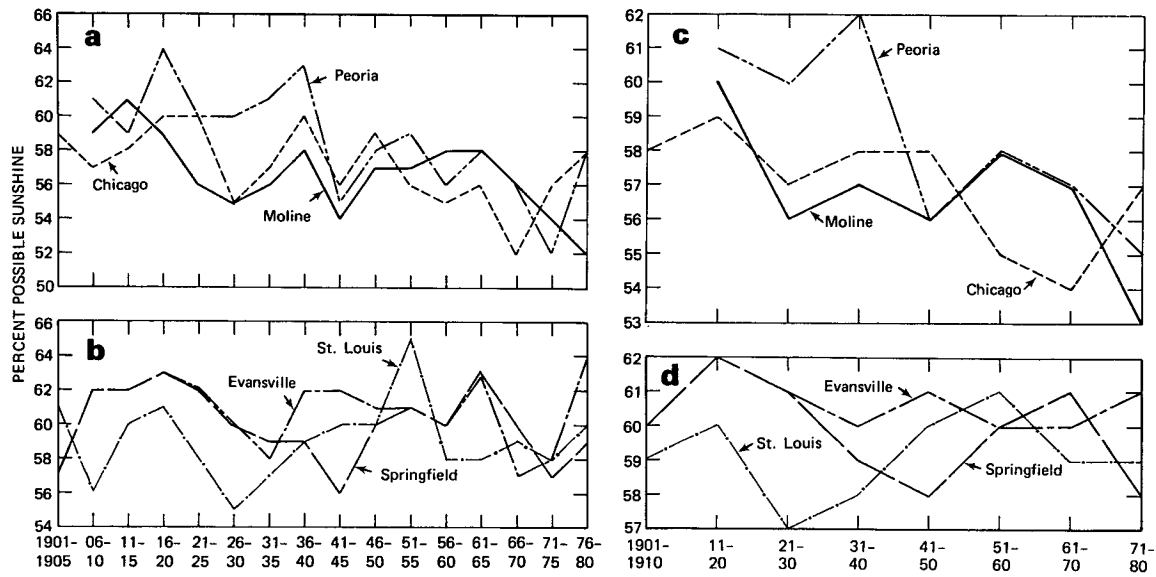 PERCENT POSSIBLE SUNSHINE
a
66
64
62
60
58
56
54
52
50
Peoria
Chicago
Moline
b
66
64
62
60
58
56
54
St. Louis
Evansville
Springfield
1901- 06- 11- 16- 21- 26- 31- 36- 41- 46- 51- 56- 61- 66- 71- 76-
1905 10 15 20 25 30 35 40 45 50 55 60 65 70 75 80
c
62
61
60
59
58
57
56
55
54
53
Peoria
Moline
Chicago
d
62
61
60
59
58
57
Evansville
St. Louis
Springfield
1901- 11- 21- 31- 41- 51- 61- 71-
1910 20 30 40 50 60 70 80